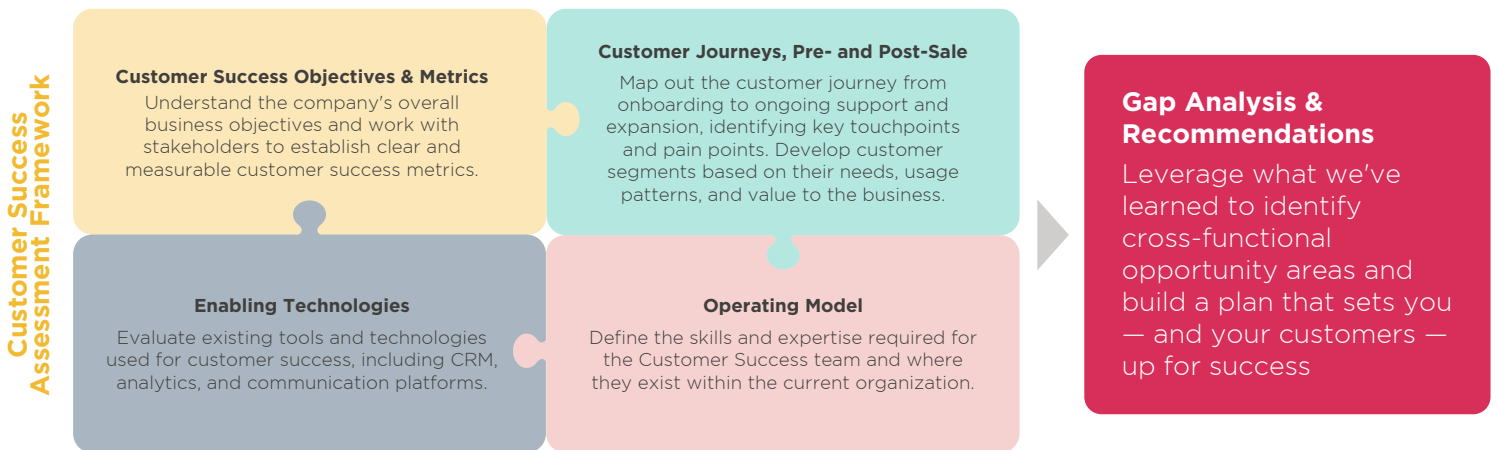 Customer Success
Assessment Framework
Customer Success Objectives & Metrics
Understand the company's overall
business objectives and work with
stakeholders to establish clear and
measurable customer success metrics.
Customer Journeys, Pre- and Post-Sale
Map out the customer journey from
onboarding to ongoing support and
expansion, identifying key touchpoints
and pain points. Develop customer
segments based on their needs, usage
patterns, and value to the business.
Enabling Technologies
Evaluate existing tools and technologies
used for customer success, including CRM,
analytics, and communication platforms.
Operating Model
Define the skills and expertise required for
the Customer Success team and where
they exist within the current organization.
Gap Analysis &
Recommendations
Leverage what we've
learned to identify
cross-functional
opportunity areas and
build a plan that sets you
— and your customers —
up for success